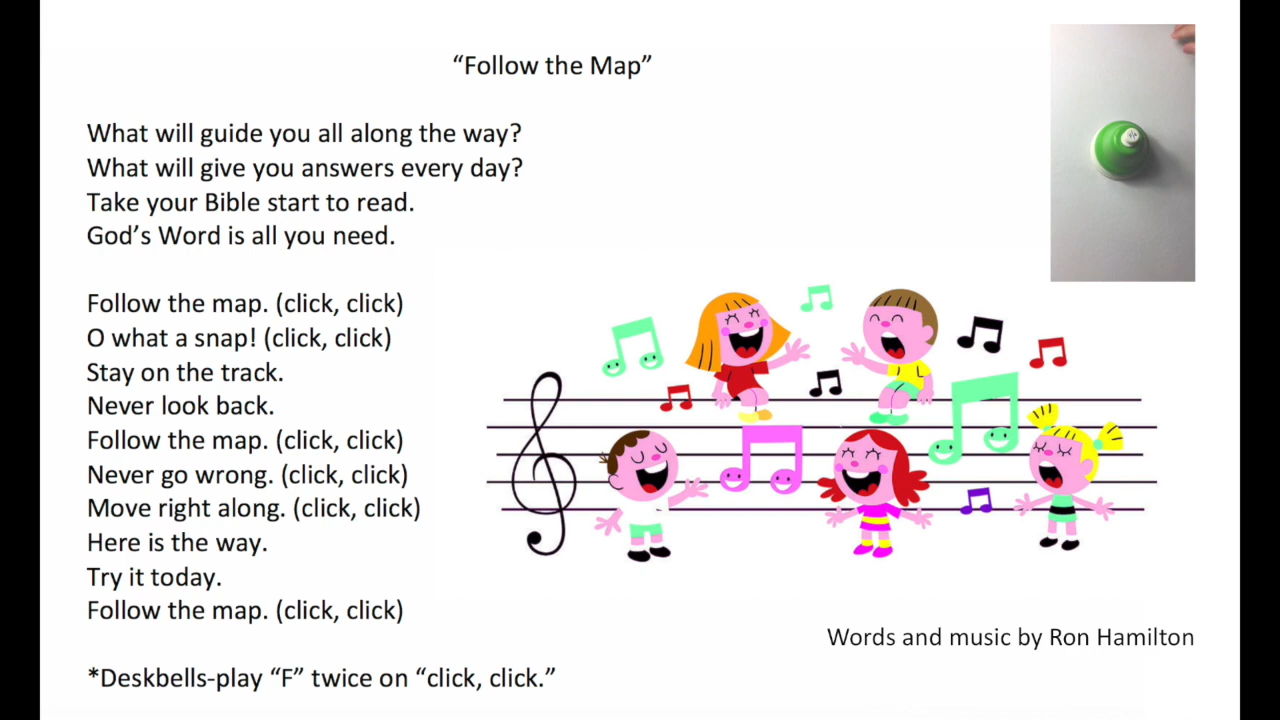 “Follow the Map”
What will guide you all along the way?
What will give you answers every day?
Take your Bible start to read.
God’s Word is all you need.
Follow the map. (click, click)
O what a snap! (click, click)
Stay on the track.
Never look back.
Follow the map. (click, click)
Never go wrong. (click, click)
Move right along. (click, click)
Here is the way.
Try it today.
Follow the map. (click, click)
Words and music by Ron Hamilton
*Deskbells-play “F” twice on “click, click.”